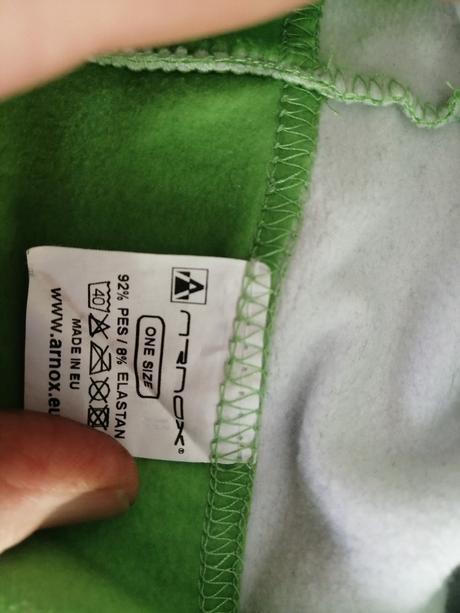 ARNOX®
ONE SIZE
92% PES / 8% ELASTAN
40
MADE IN EU
www.arnox.eu